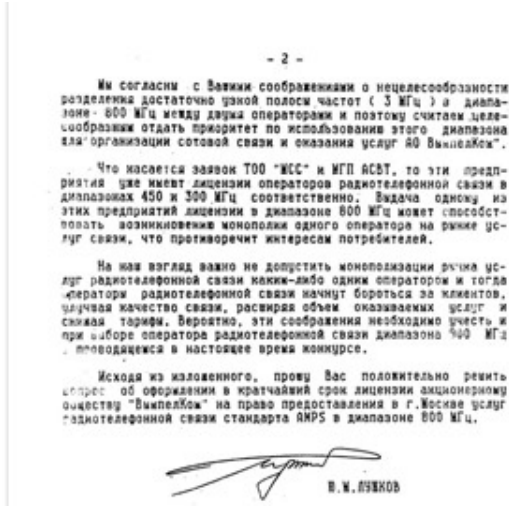 - 2 -
Мы согласны с Вашими соображениями о нецелесообразности
разделения достаточно узкой полосы частот ( 3 МГц ) в диапа-
зоне 800 МГц между двумя операторами и поэтому считаем целе-
сообразным отдать приоритет по использованию этого диапазона
для организации сотовой связи и оказания услуг АО ВымпелКом".
Что касается заявок ТОО "МСС" и МГП АСВТ, то эти предп-
риятия уже имеют лицензии операторов радиотелефонной связи в
диапазонах 450 и 300 МГц соответственно. Выдача одному из
этих предприятий лицензии в диапазоне 800 МГц может способст-
вовать возникновению монополии одного оператора на рынке ус-
луг связи, что противоречит интересам потребителей.
На наш взгляд важно не допустить монополизации рынка ус-
луг радиотелефонной связи каким-либо одним оператором и тогда
операторы радиотелефонной связи начнут бороться за клиентов,
улучшая качество связи, расширяя объем оказываемых услуг и
снижая тарифы. Вероятно, эти соображения необходимо учесть и
при выборе оператора радиотелефонной связи диапазона 900 МГц
в проводящемся в настоящее время конкурсе.
Исходя из изложенного, прошу Вас положительно решить
вопрос об оформлении в кратчайший срок лицензии акционерному
обществу "ВымпелКом" на право предоставления в г.Москве услуг
радиотелефонной связи стандарта AMPS в диапазоне 800 МГц.
Ю.М.ЛУЖКОВ